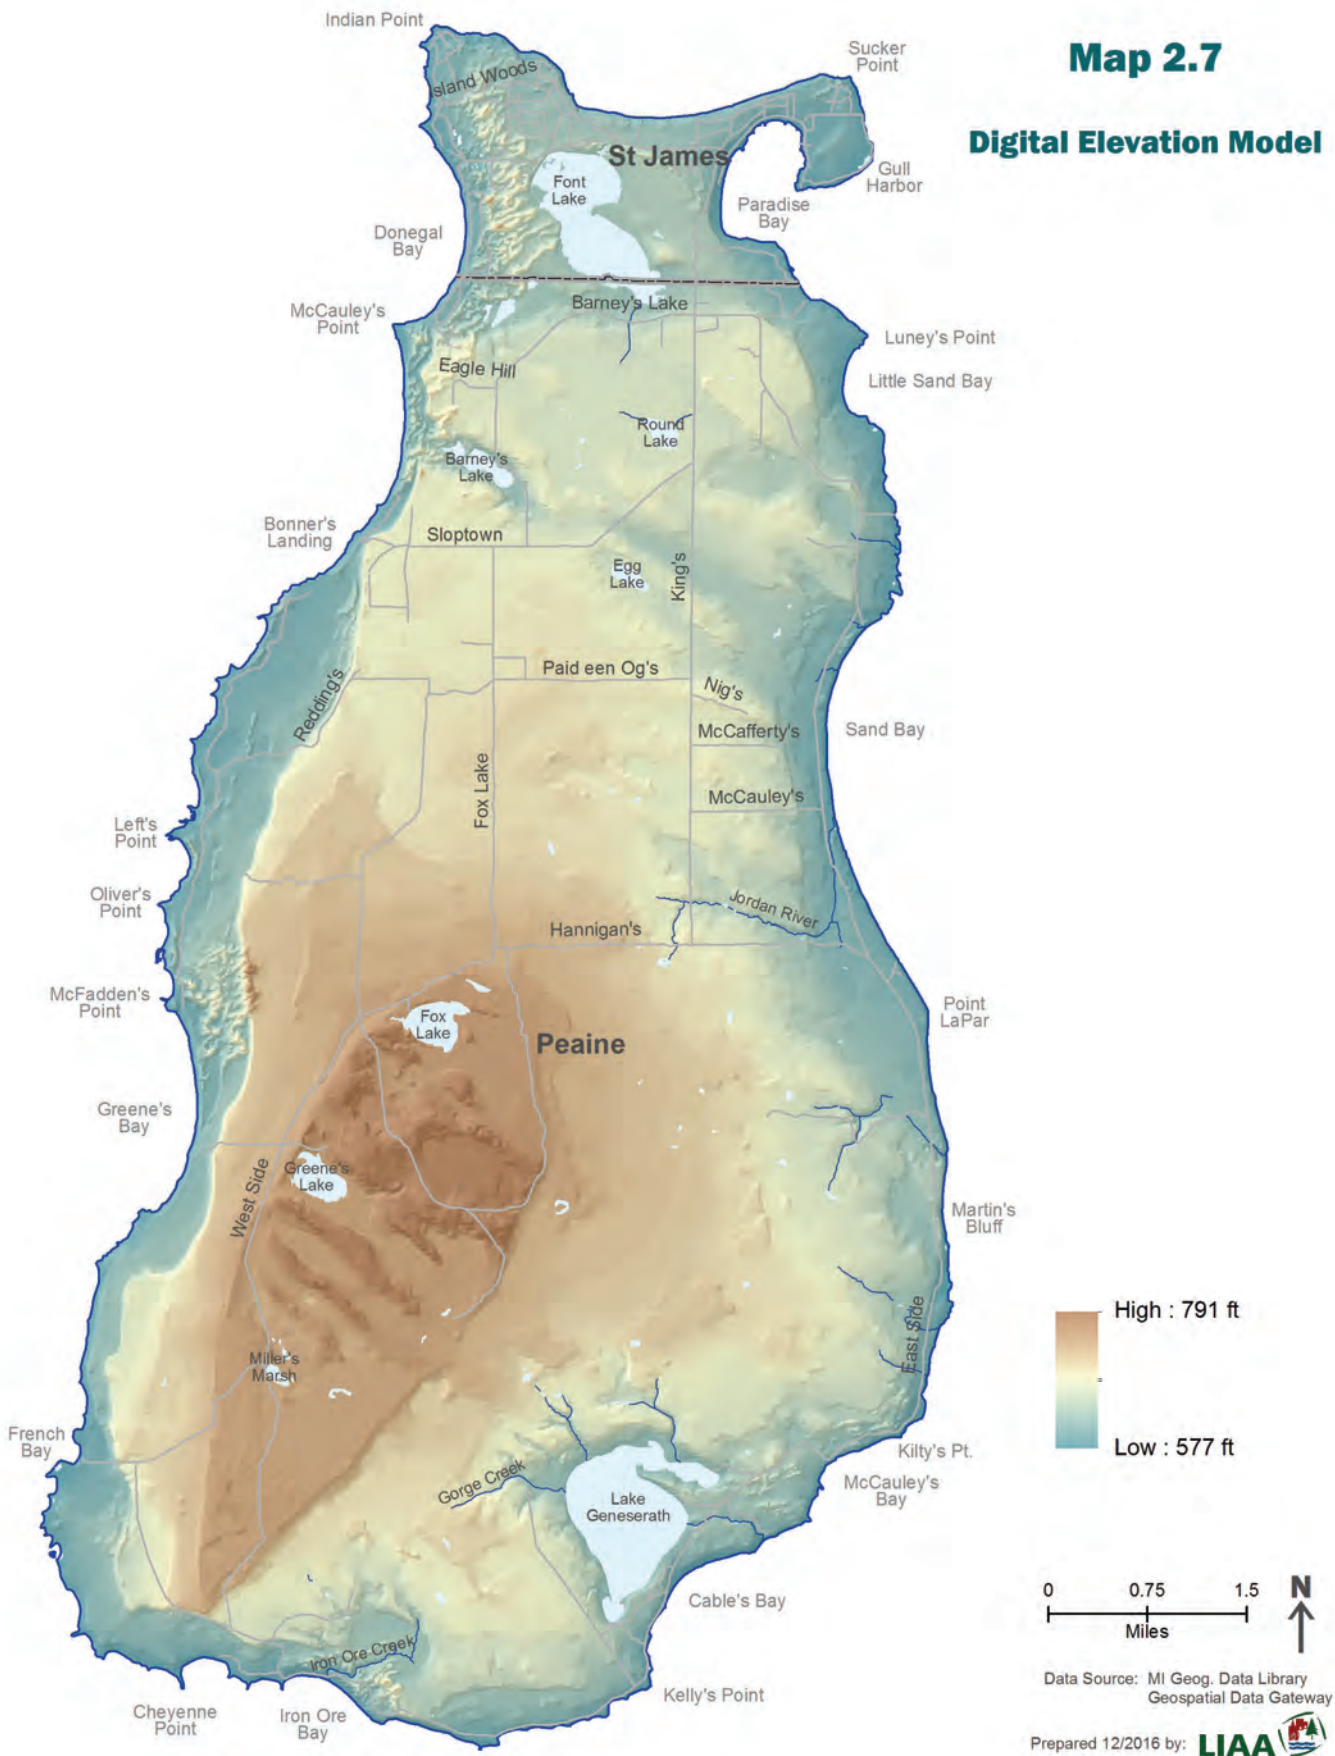 Indian Point
Map 2.7
Sucker
Point
Island Woods
Digital Elevation Model
St James
Gull
Harbor
Font
Lake
Paradise
Bay
Donegal
Bay
McCauley's
Point
Barney's Lake
Luney's Point
Eagle Hill
Little Sand Bay
Round
Lake
Barney's
Lake
Bonner's
Landing
Sloptown
Egg
Lake
King's
Paid een Og's
Nig's
Redding's
McCafferty's
Sand Bay
Fox Lake
McCauley's
Left's
Point
Oliver's
Point
Jordan River
Hannigan's
McFadden's
Point
Point
LaPar
Fox
Lake
Peaine
Greene's
Bay
Greene's
Lake
West Side
Martin's
Bluff
High : 791 ft
East Side
Miller's
Marsh
Low : 577 ft
French
Bay
Kilty's Pt.
Gorge Creek
McCauley's
Bay
Lake
Geneserath
Cable's Bay
0 0.75 1.5
Miles
N
Iron Ore Creek
Data Source: MI Geog. Data Library
Geospatial Data Gateway
Kelly's Point
Cheyenne
Point
Iron Ore
Bay
Prepared 12/2016 by: LIAA